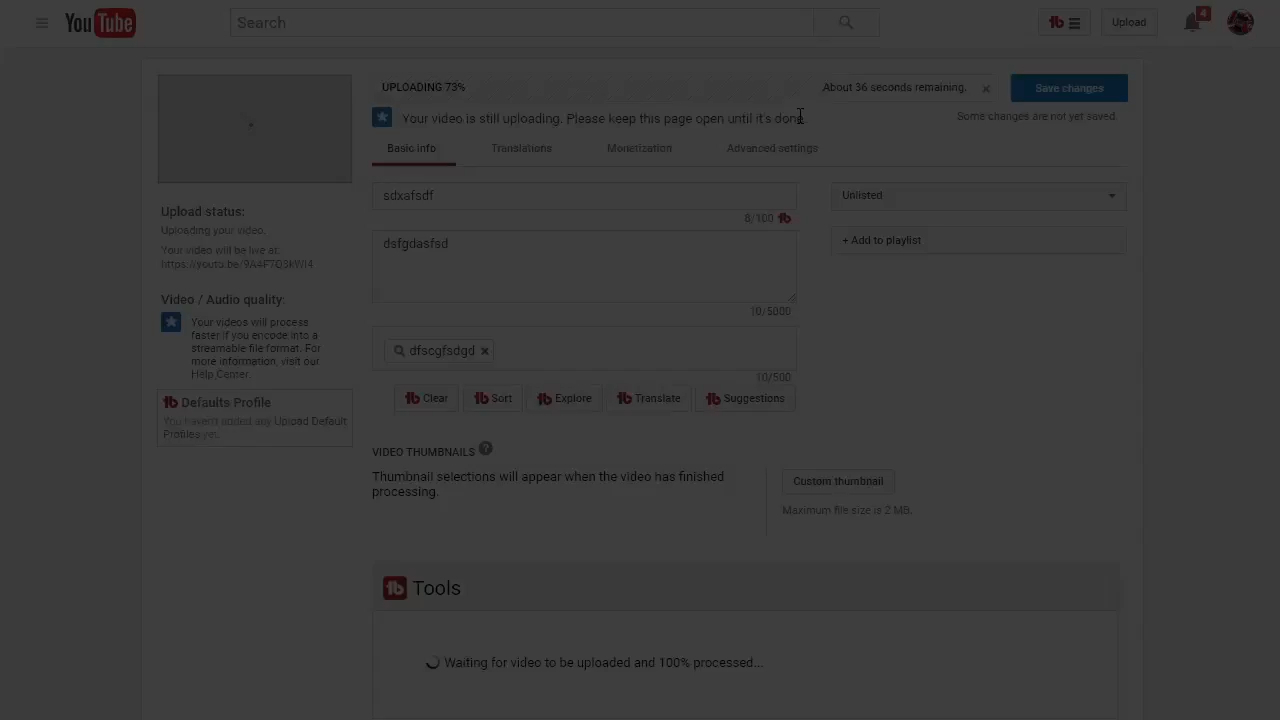 YouTube
Search
Upload
4
UPLOADING 73%
About 36 seconds remaining.
Save changes
Your video is still uploading. Please keep this page open until it's done.
Some changes are not yet saved.
Basic info
Translations
Monetization
Advanced settings
sdxafsdf
8/100
Unlisted
dsfgdasfsd
10/5000
+ Add to playlist
Upload status:
Uploading your video.
Your video will be live at:
Video / Audio quality:
Your videos will process
faster if you encode into a
streamable file format. For
more information, visit our
Help Center.
dfscgfsdgd
10/500
Defaults Profile
You haven't added any Upload Default
Profiles yet.
Clear
Sort
Explore
Translate
Suggestions
VIDEO THUMBNAILS
Thumbnail selections will appear when the video has finished
processing.
Custom thumbnail
Maximum file size is 2 MB.
Tools
Waiting for video to be uploaded and 100% processed...